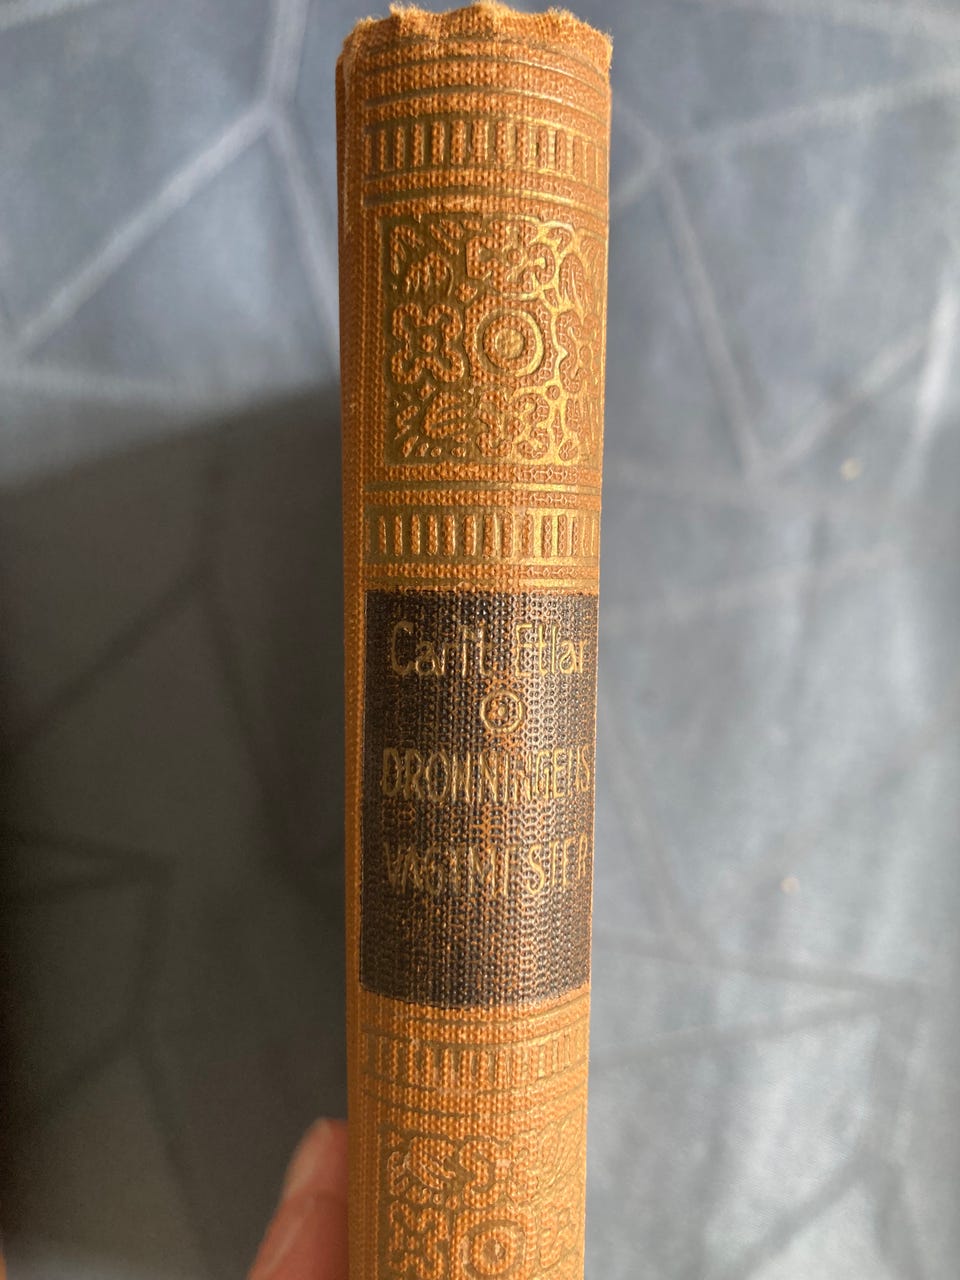 Carit Etlar
DRONNINGENS
VAGTMESTER